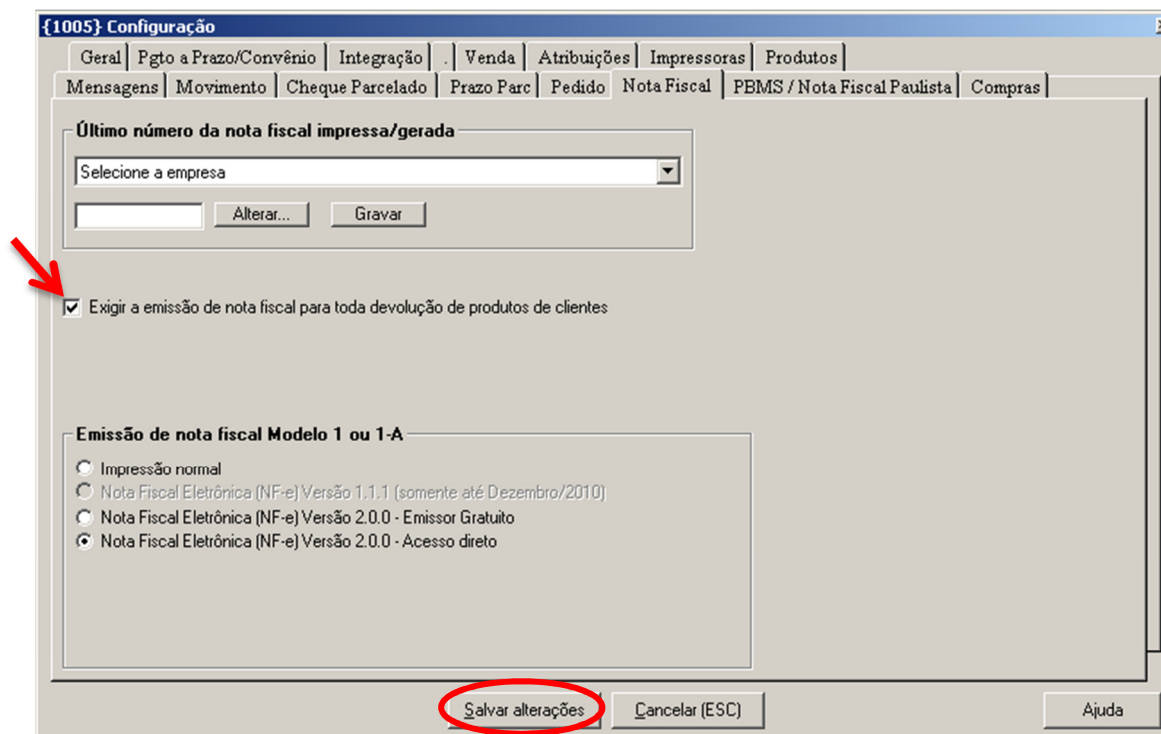 {1005} Configuração
Geral Pgto a Prazo/Convênio Integração . Venda Atribuições Impressoras Produtos
Mensagens Movimento Cheque Parcelado Prazo Parc Pedido Nota Fiscal PBMS / Nota Fiscal Paulista Compras
Último número da nota fiscal impressa/gerada
Selecione a empresa
Alterar... Gravar
Exigir a emissão de nota fiscal para toda devolução de produtos de clientes
Emissão de nota fiscal Modelo 1 ou 1-A
Impressão normal
Nota Fiscal Eletrônica (NF-e) Versão 1.1.1 (somente até Dezembro/2010)
Nota Fiscal Eletrônica (NF-e) Versão 2.0.0 - Emissor Gratuito
Nota Fiscal Eletrônica (NF-e) Versão 2.0.0 - Acesso direto
Salvar alterações Cancelar (ESC) Ajuda